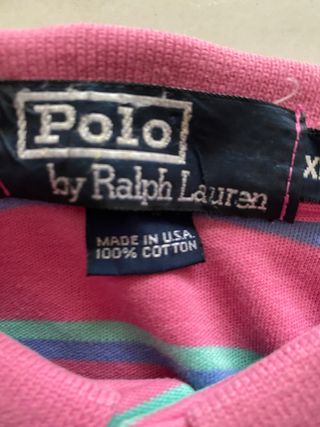 Polo
by Ralph Lauren
MADE IN U.S.A.
100% COTTON